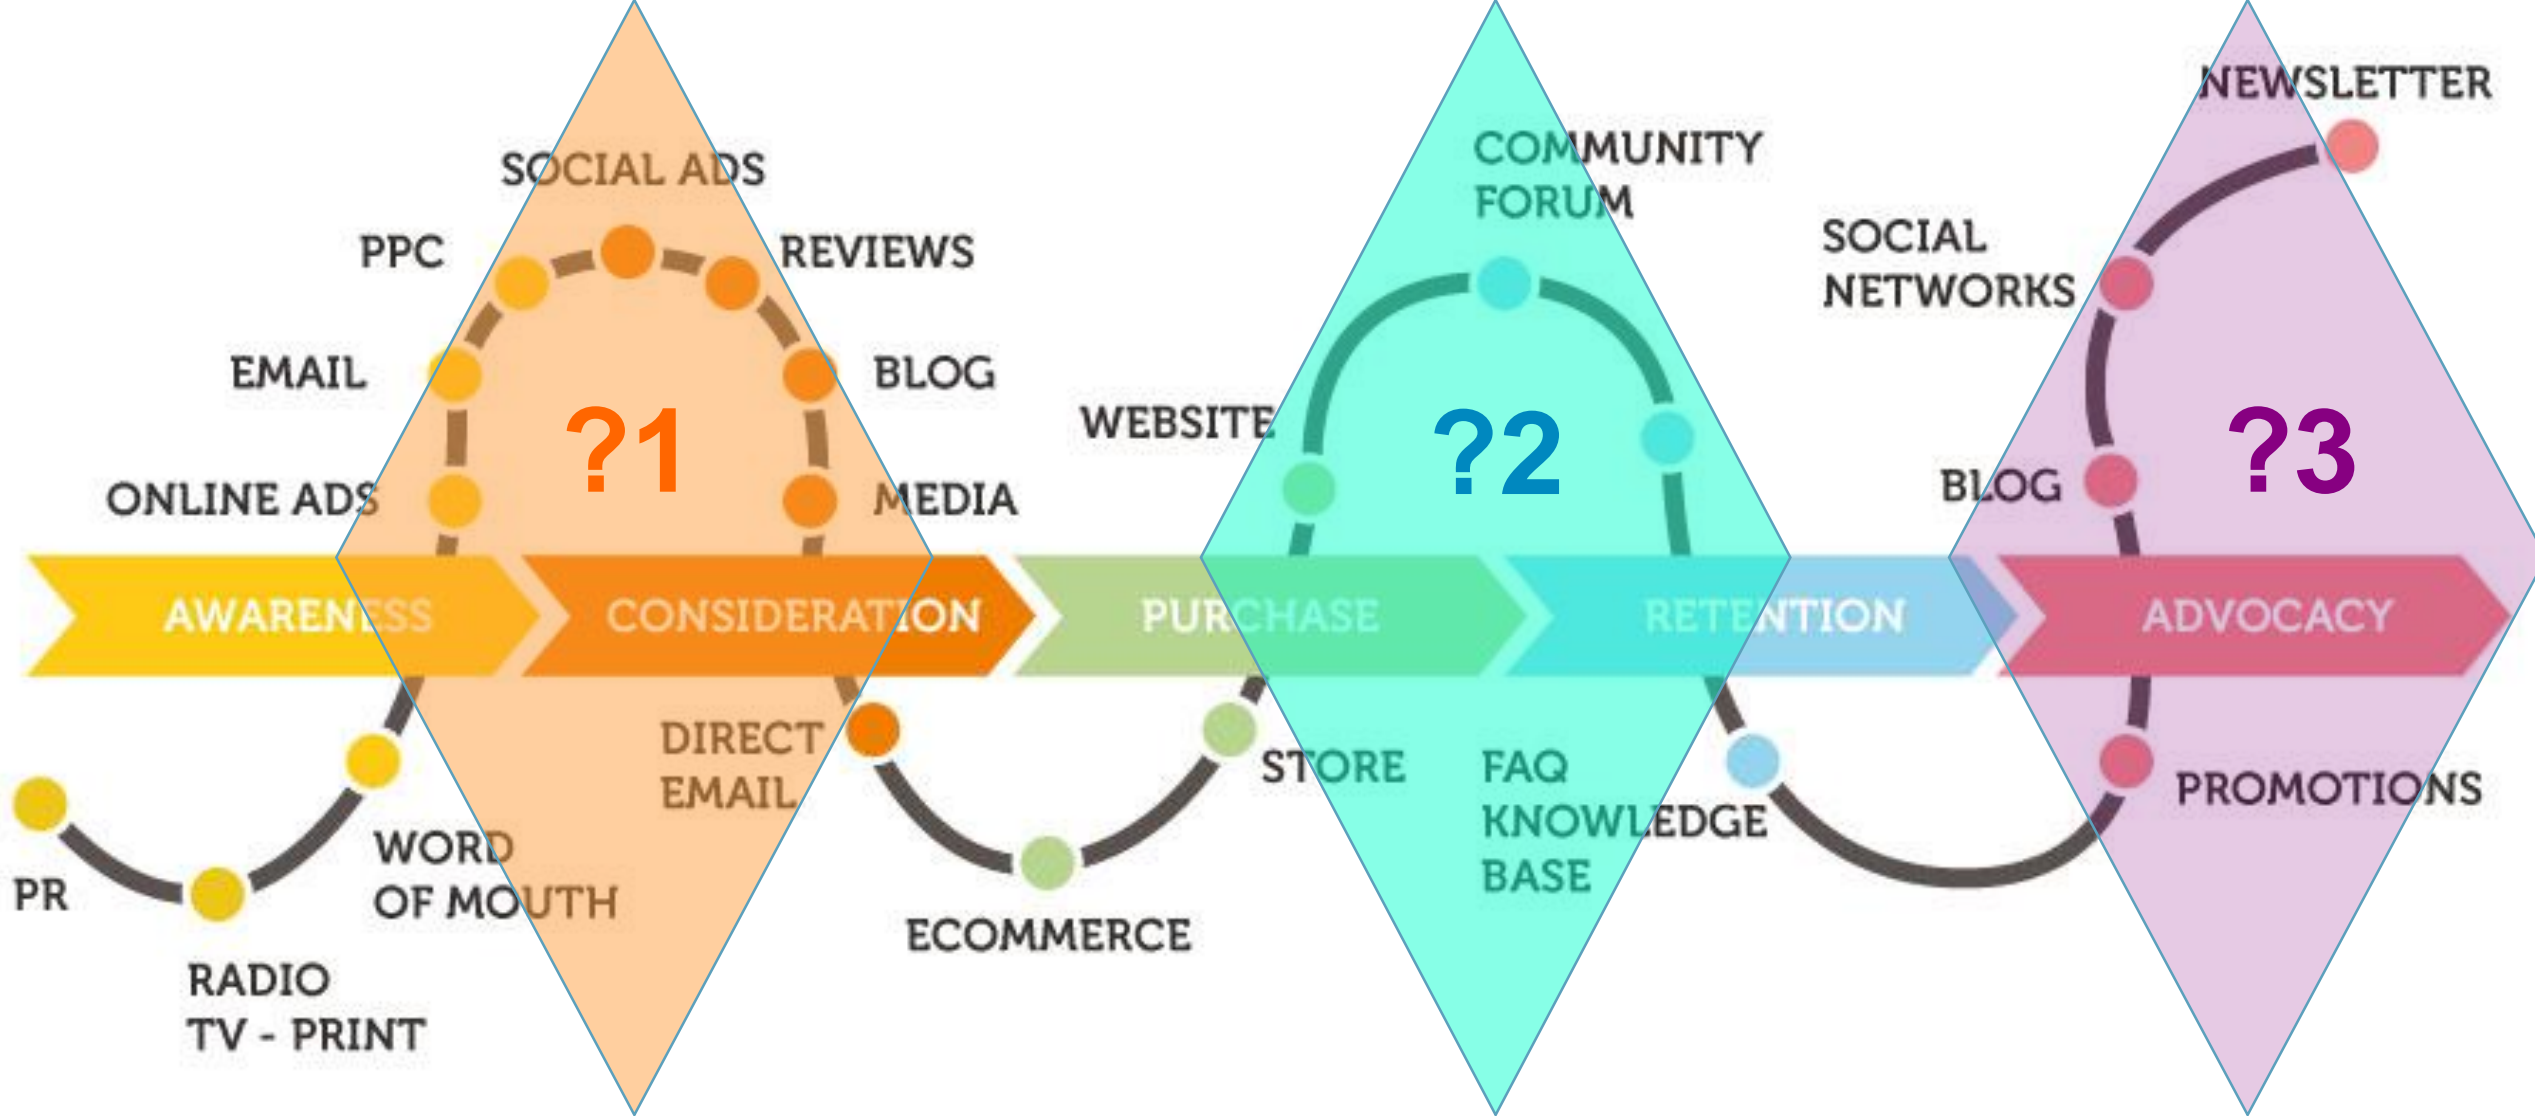 NEWSLETTER
COMMUNITY
FORUM
SOCIAL ADS
PPC
REVIEWS
SOCIAL
NETWORKS
EMAIL
BLOG
WEBSITE
?1
?2
?3
ONLINE ADS
MEDIA
BLOG
AWARENESS
CONSIDERATION
PURCHASE
RETENTION
ADVOCACY
DIRECT
EMAIL
STORE
FAQ
KNOWLEDGE
BASE
PROMOTIONS
WORD
OF MOUTH
PR
ECOMMERCE
RADIO
TV - PRINT